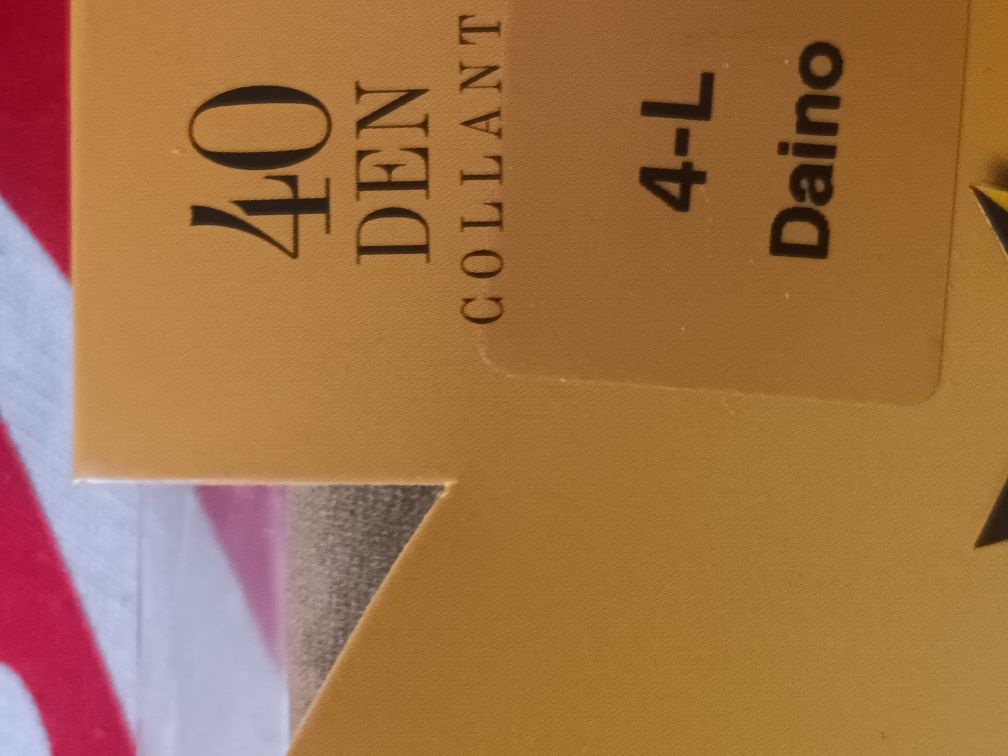 40
DEN
COLLANT
4-L
Daino